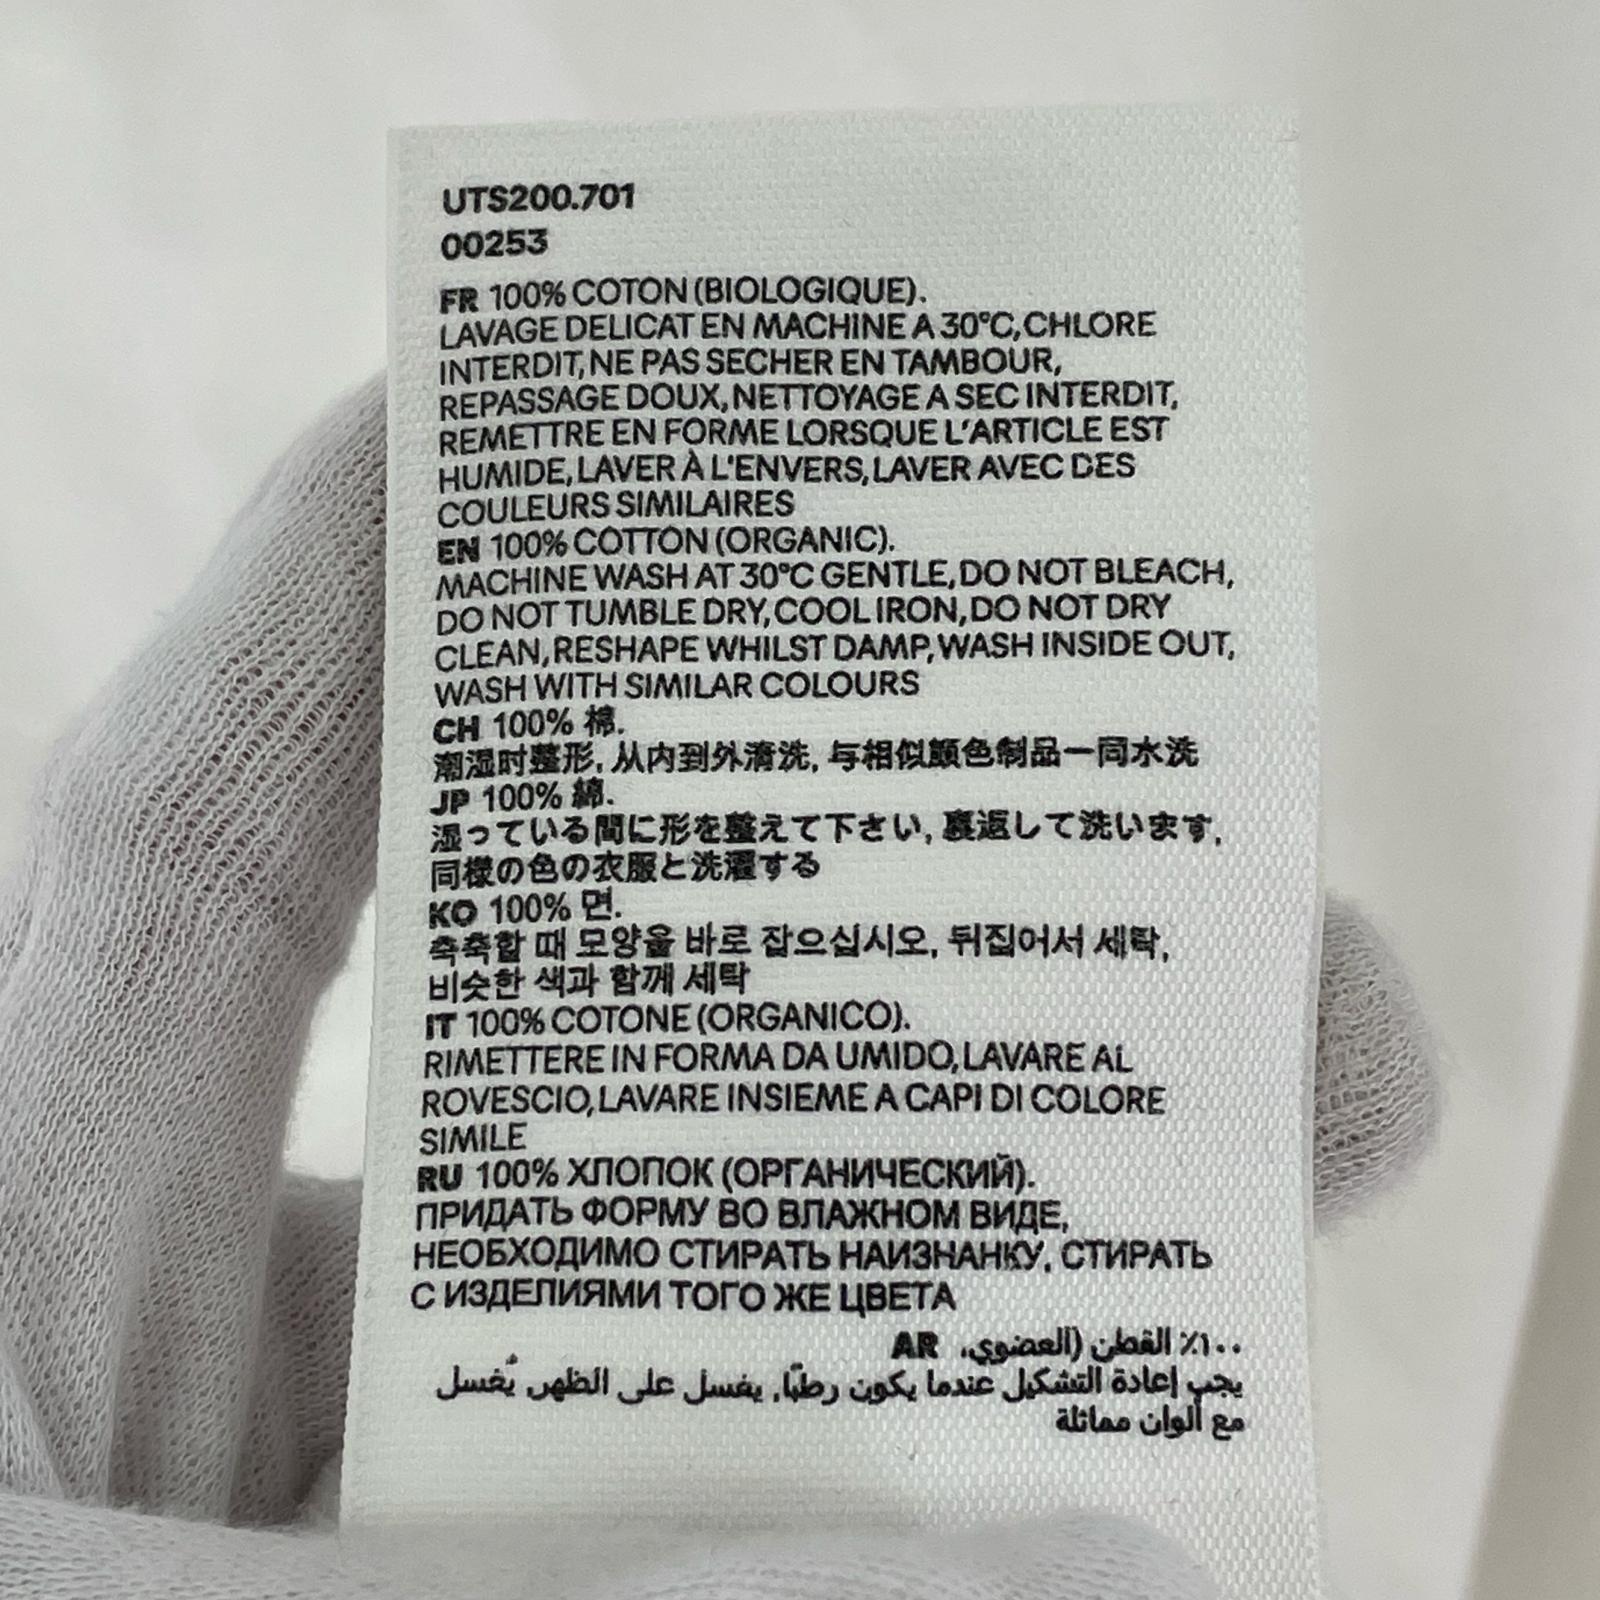 UTS200.701
00253
FR 100% COTON (BIOLOGIQUE).
LAVAGE DELICAT EN MACHINE A 30°C, CHLORE
INTERDIT, NE PAS SECHER EN TAMBOUR,
REPASSAGE DOUX, NETTOYAGE A SEC INTERDIT,
REMETTRE EN FORME LORSQUE L'ARTICLE EST
HUMIDE, LAVER À L'ENVERS, LAVER AVEC DES
COULEURS SIMILAIRES
EN 100% COTTON (ORGANIC).
MACHINE WASH AT 30°C GENTLE, DO NOT BLEACH,
DO NOT TUMBLE DRY, COOL IRON, DO NOT DRY
CLEAN, RESHAPE WHILST DAMP, WASH INSIDE OUT,
WASH WITH SIMILAR COLOURS
CH 100% 棉.
潮湿时整形, 从内到外清洗, 与相似顏色制品一同水洗
JP 100% 綿.
湿っている間に形を整えて下さい, 裏返して洗います,
同様の色の衣服と洗濯する
KO 100% 면.
축축할 때 모양을 바로 잡으십시오, 뒤집어서 세탁,
비슷한 색과 함께 세탁
IT 100% COTONE (ORGANICO).
RIMETTERE IN FORMA DA UMIDO, LAVARE AL
ROVESCIO, LAVARE INSIEME A CAPI DI COLORE
SIMILE
RU 100% ХЛОПОК (ОРГАНИЧЕСКИЙ).
ПРИДАТЬ ФОРМУ ВО ВЛАЖНОМ ВИДЕ,
НЕОБХОДИМО СТИРАТЬ НАИЗНАНКУ, СТИРАТЬ
С ИЗДЕЛИЯМИ ТОГО ЖЕ ЦВЕТА
١٠٠٪ القطن (العضوي. AR
يجب إعادة التشكيل عندما يكون رطبًا, يغسل على الظهر, يُغسل
مع ألوان مماثلة